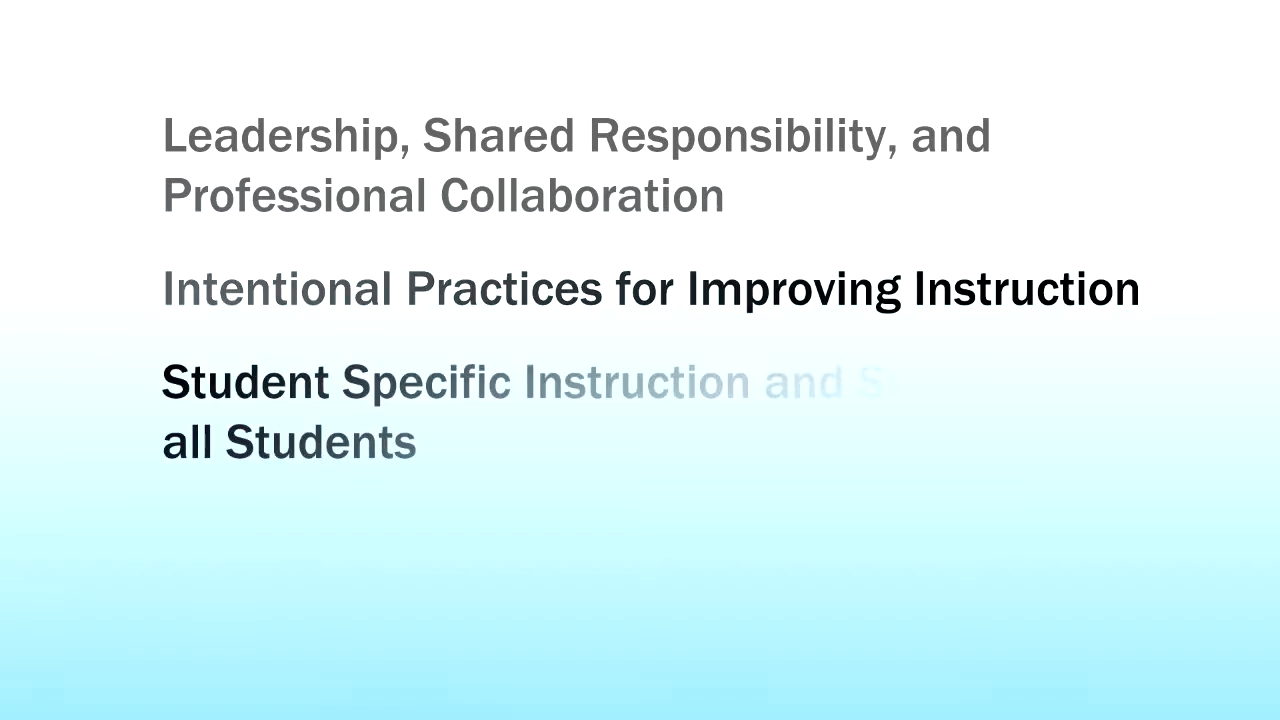 Leadership, Shared Responsibility, and
Professional Collaboration
Intentional Practices for Improving Instruction
Student Specific Instruction and
all Students